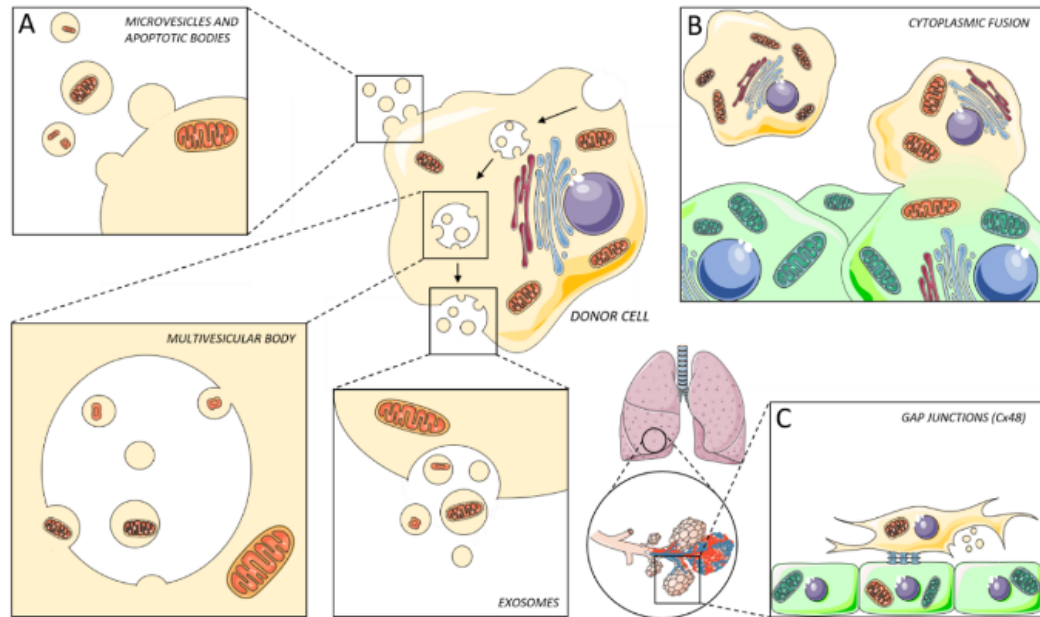 A
MICROVESICLES AND
APOPTOTIC BODIES
B
CYTOPLASMIC FUSION
DONOR CELL
MULTIVESICULAR BODY
EXOSOMES
C
GAP JUNCTIONS (Cx48)